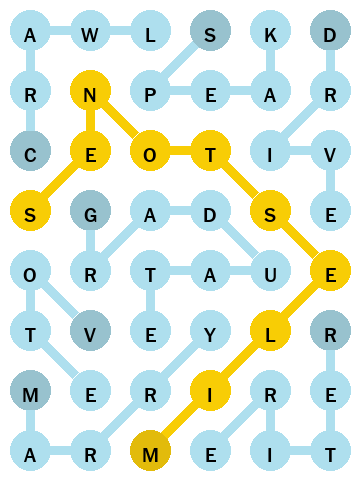 A W L S K D
R N P E A R
C E O T I V
S G A D S E
O R T A U E
T V E Y L R
M E R I R E
A R M E I T